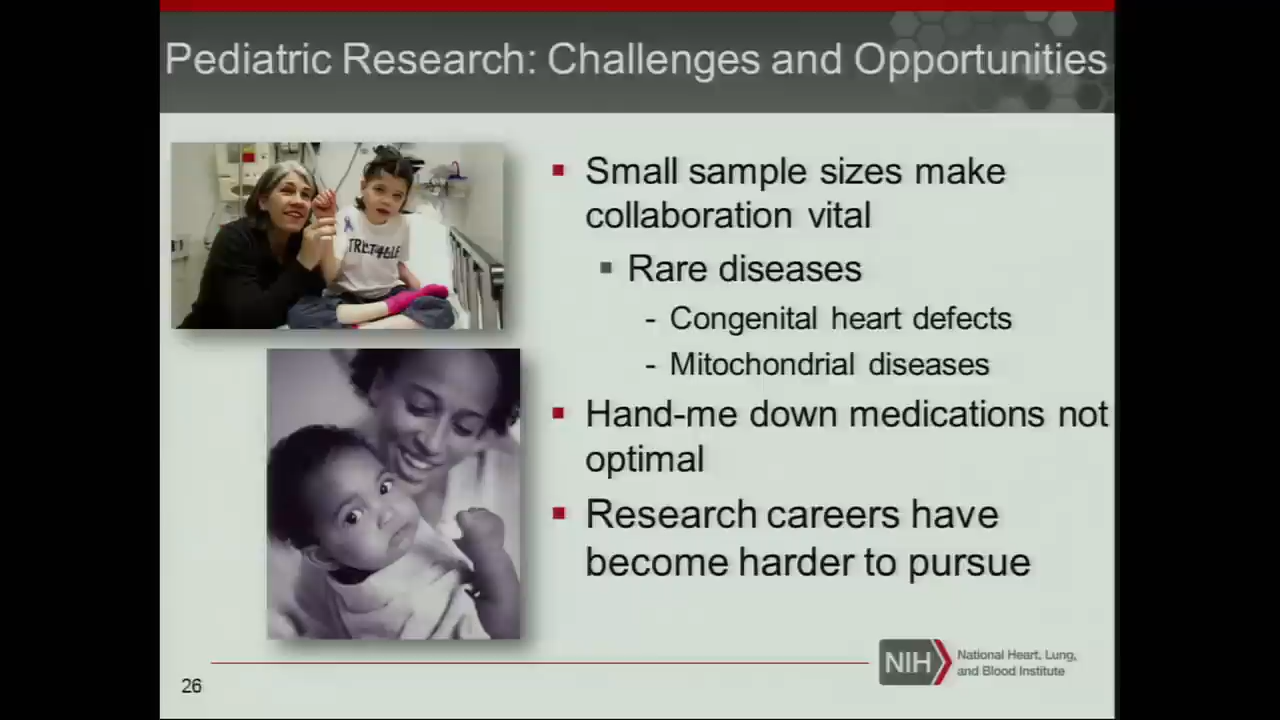 Pediatric Research: Challenges and Opportunities
Small sample sizes make
collaboration vital
Rare diseases
- Congenital heart defects
- Mitochondrial diseases
Hand-me down medications not
optimal
Research careers have
become harder to pursue
NIH
National Heart, Lung,
and Blood Institute
26